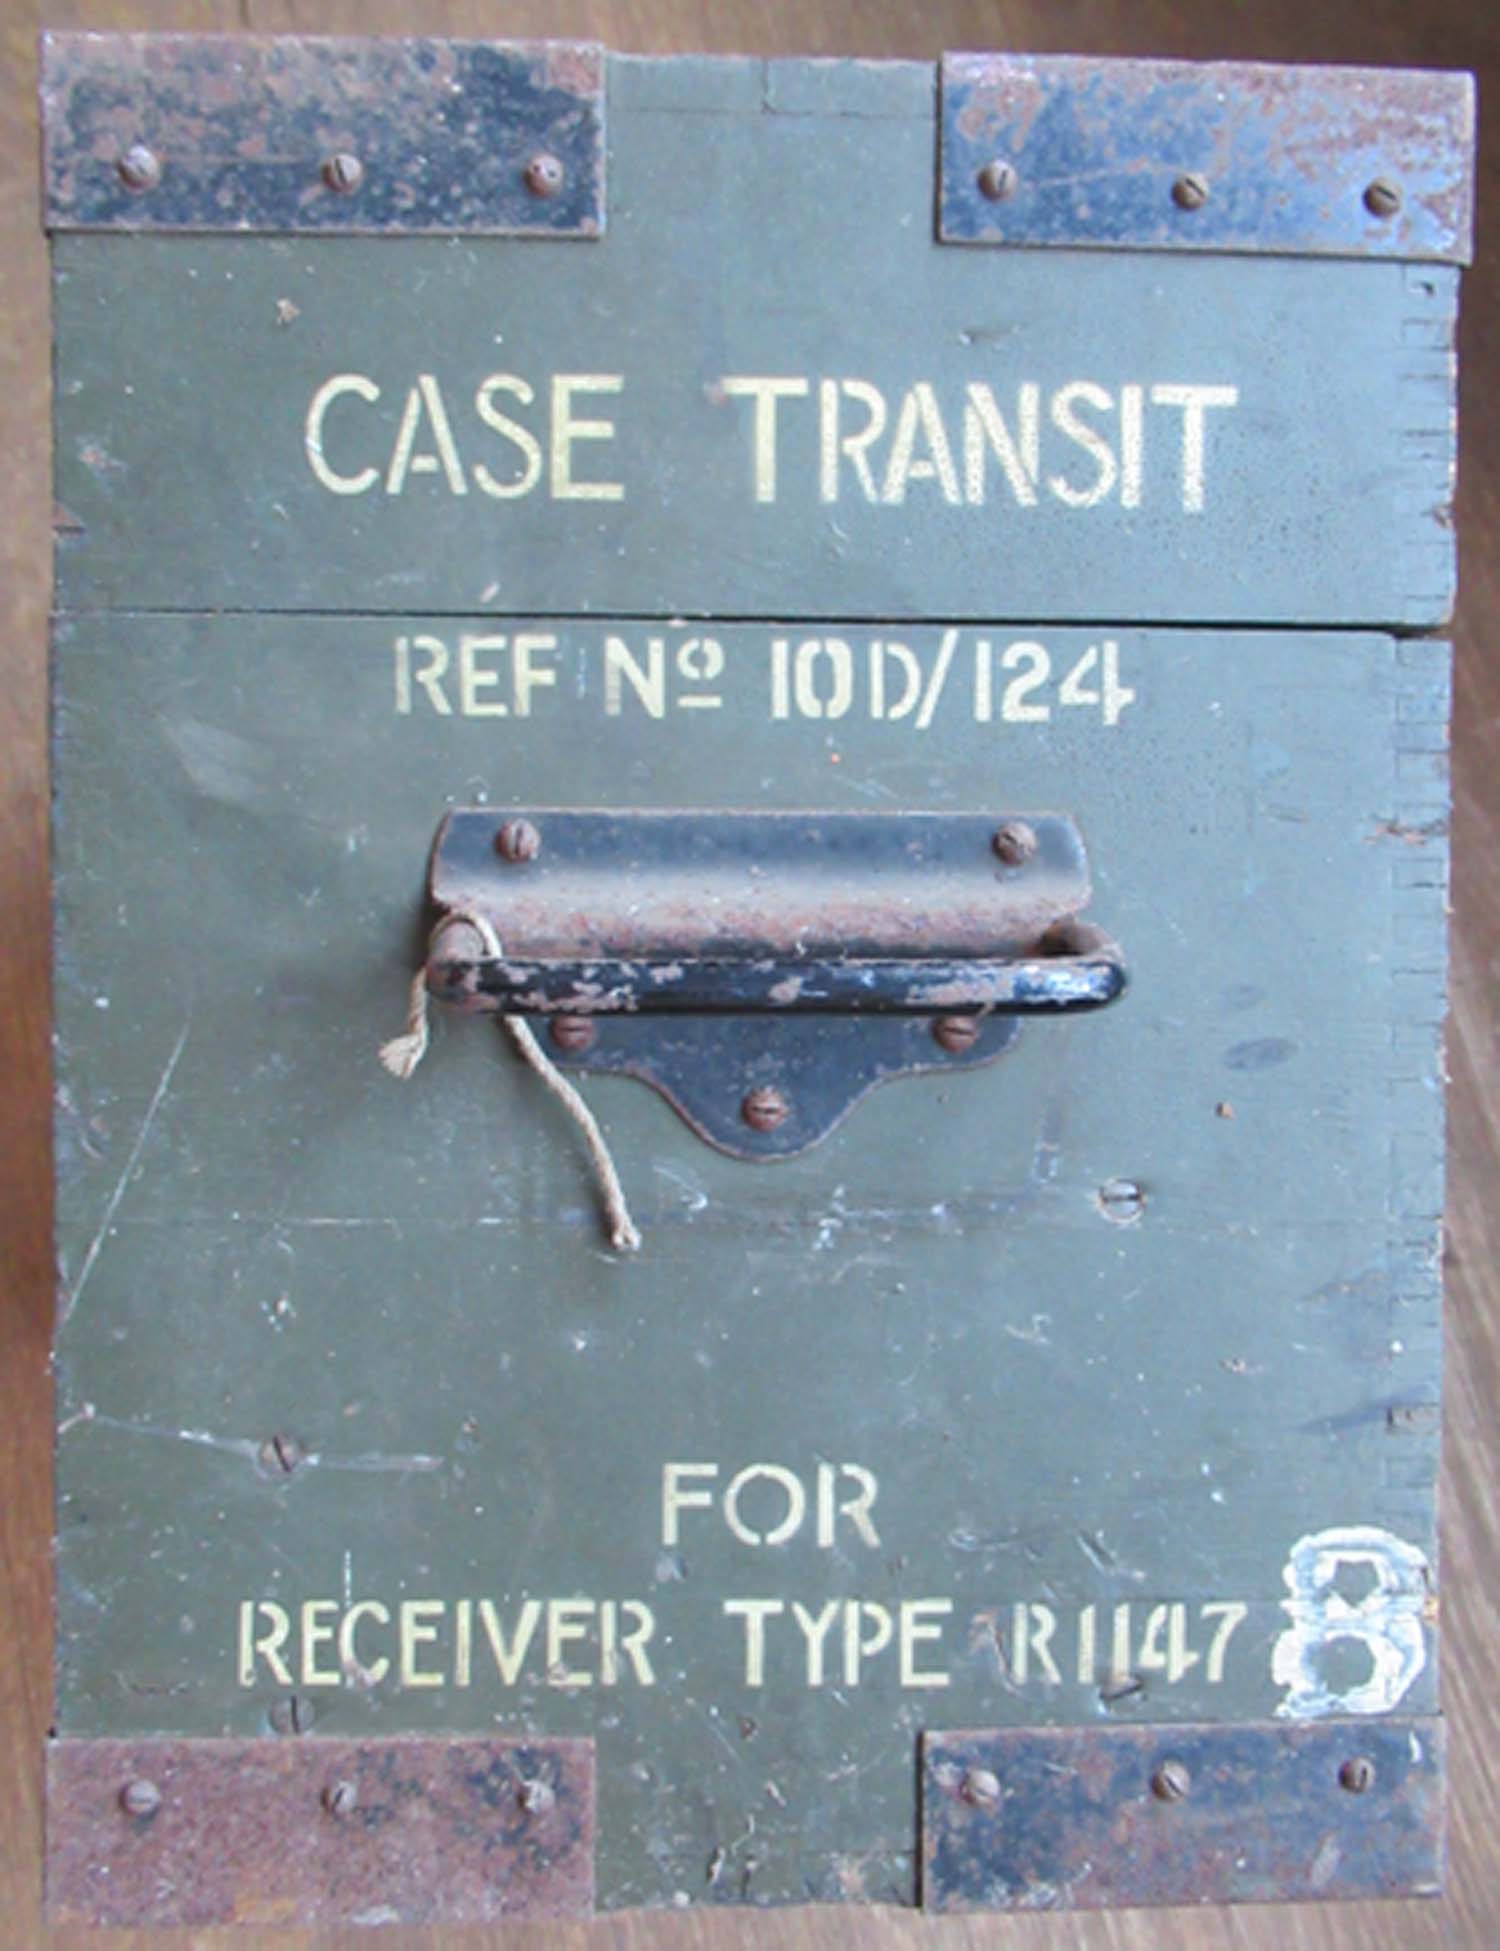 CASE TRANSIT
REF Nº 10D/124
FOR
RECEIVER TYPE R1147 8